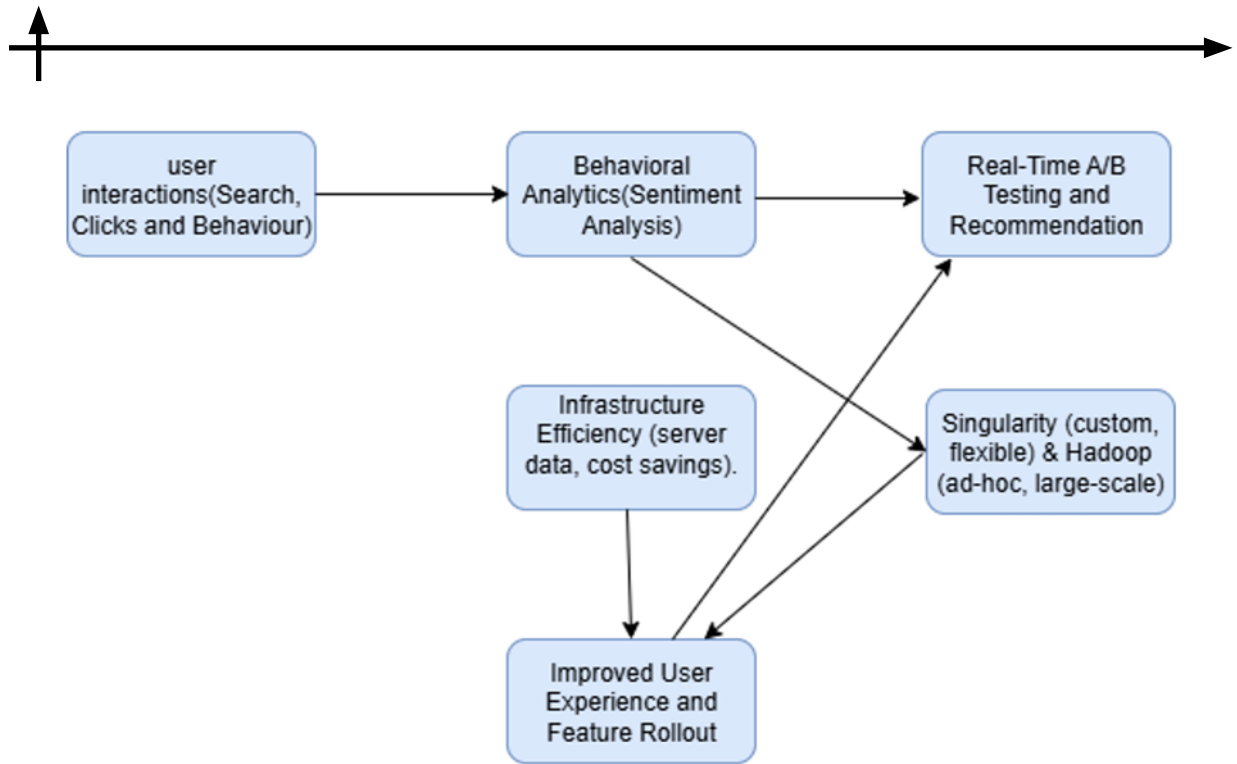 user
interactions(Search,
Clicks and Behaviour)
Behavioral
Analytics(Sentiment
Analysis)
Real-Time A/B
Testing and
Recommendation
Infrastructure
Efficiency (server
data, cost savings).
Singularity (custom,
flexible) & Hadoop
(ad-hoc, large-scale)
Improved User
Experience and
Feature Rollout